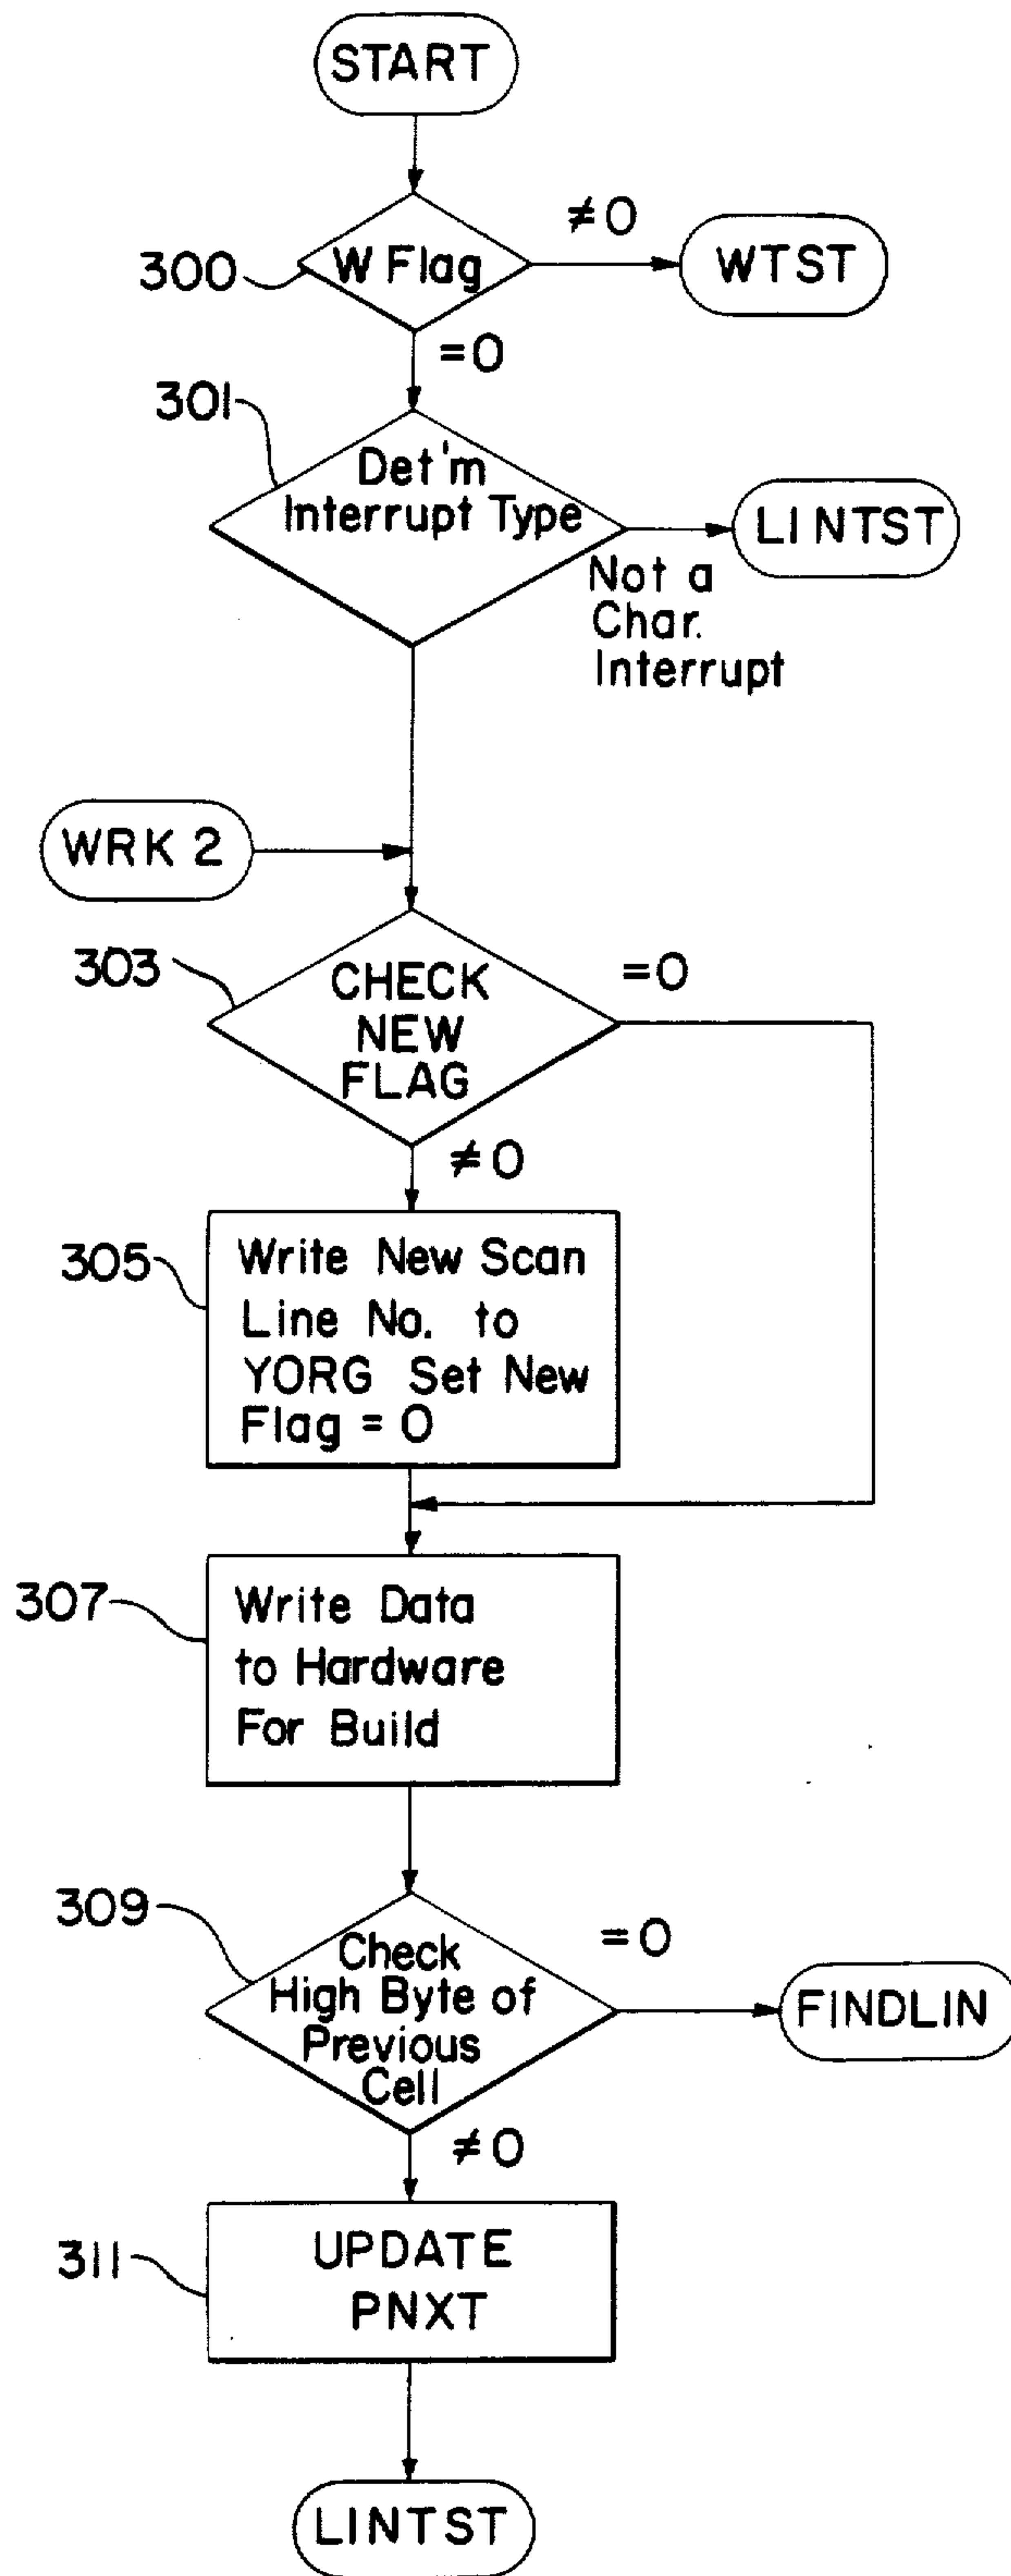 START
≠0
300
W Flag
WTST
=0
301
Det'm
Interrupt Type
LINTST
Not a
Char.
Interrupt
WRK 2
303
CHECK
NEW
FLAG
=0
≠0
305
Write New Scan
Line No. to
YORG Set New
Flag = 0
307
Write Data
to Hardware
For Build
309
Check
High Byte of
Previous
Cell
=0
FINDLIN
≠0
311
UPDATE
PNXT
LINTST